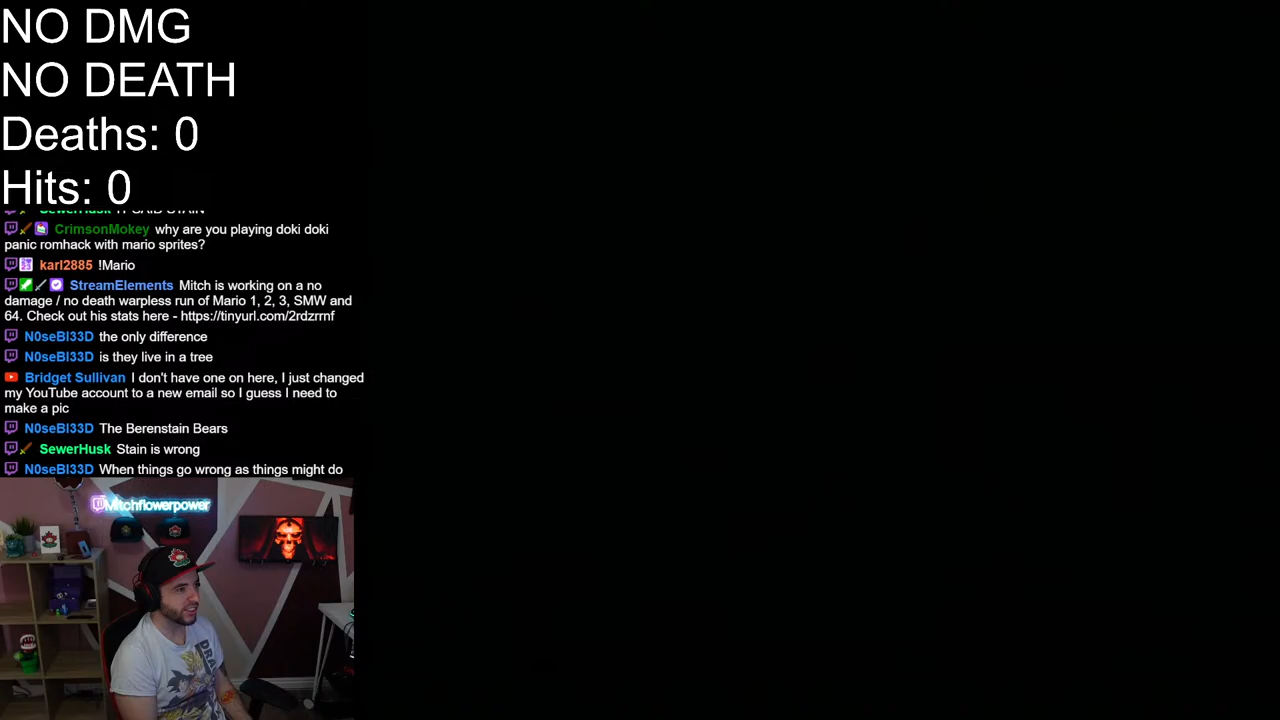 NO DMG
NO DEATH
Deaths: 0
Hits: 0
SewerHusk IT SAID STAIN
CrimsonMokey why are you playing doki doki
panic romhack with mario sprites?
karl2885 !Mario
StreamElements Mitch is working on a no
damage / no death warpless run of Mario 1, 2, 3, SMW and
64. Check out his stats here - https://tinyurl.com/2rdzrrnf
N0seBl33D the only difference
N0seBl33D is they live in a tree
Bridget Sullivan I don't have one on here, I just changed
my YouTube account to a new email so I guess I need to
make a pic
N0seBl33D The Berenstain Bears
SewerHusk Stain is wrong
N0seBl33D When things go wrong as things might do
Mitchflowerpower